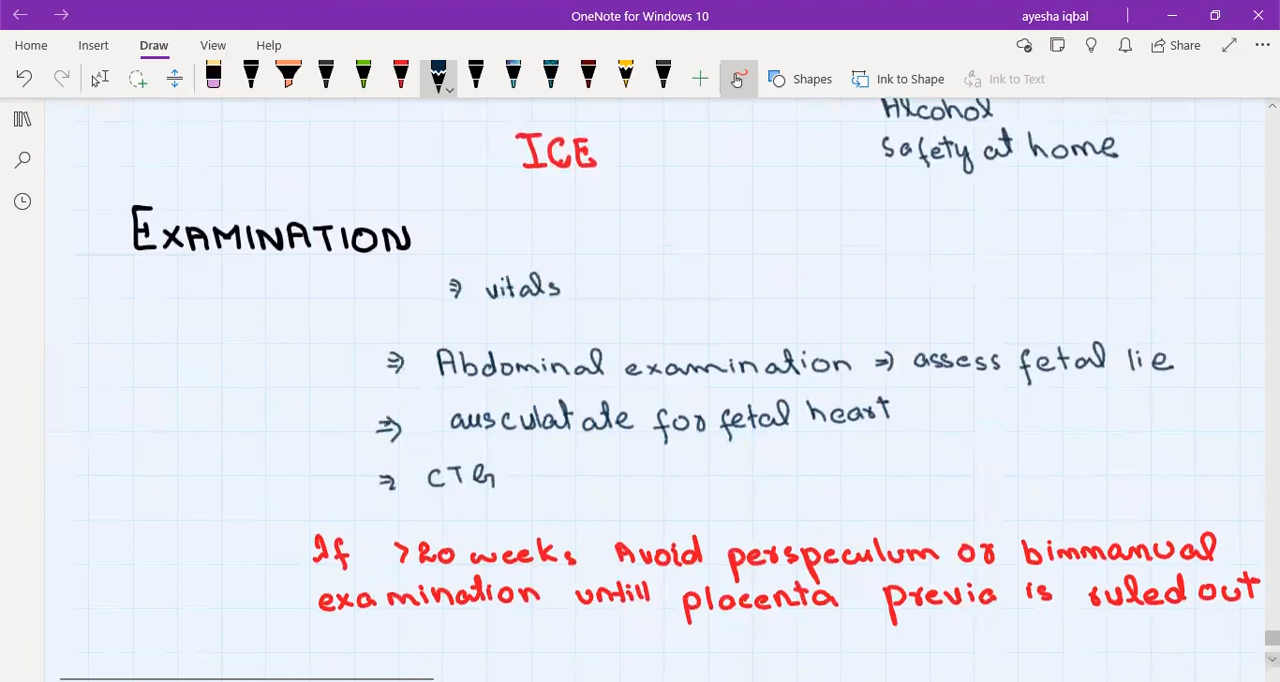 OneNote for Windows 10
ayesha iqbal
Home Insert Draw View Help
Share
Shapes
Ink to Shape
Ink to Text
Alcohol
Safety at home
ICE
EXAMINATION
⇒ vitals
⇒ Abdominal examination ⇒ assess fetal lie
⇒ ausculatate for fetal heart
⇒ CTG
If >20 weeks Avoid perspeculum or bimmanual
examination untill placenta previa is ruled out